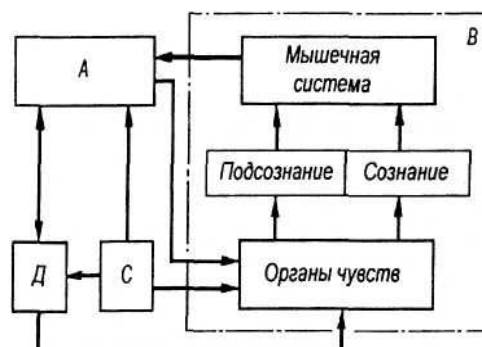 В
А
Мышечная
система
Подсознание
Сознание
Д
С
Органы чувств